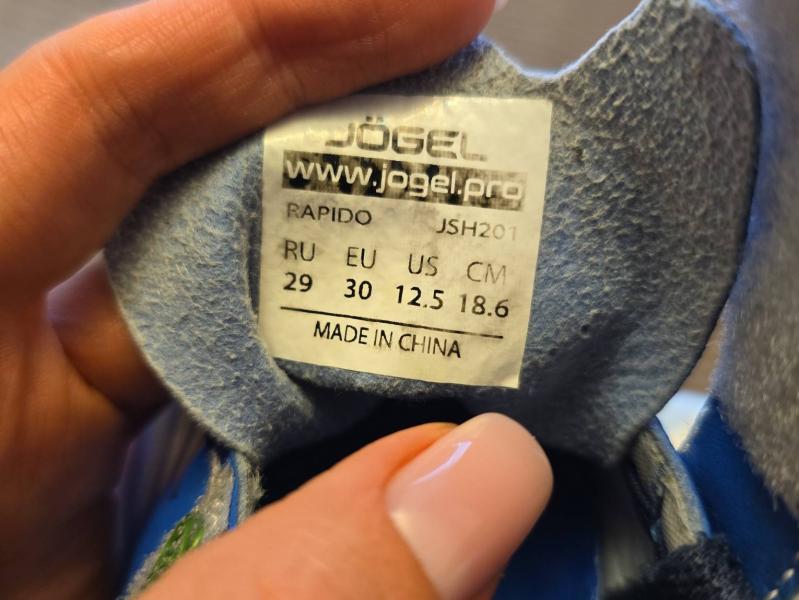 JÖGEL
www.jogel.pro
RAPIDO JSH201
RU EU US CM
29 30 12.5 18.6
MADE IN CHINA